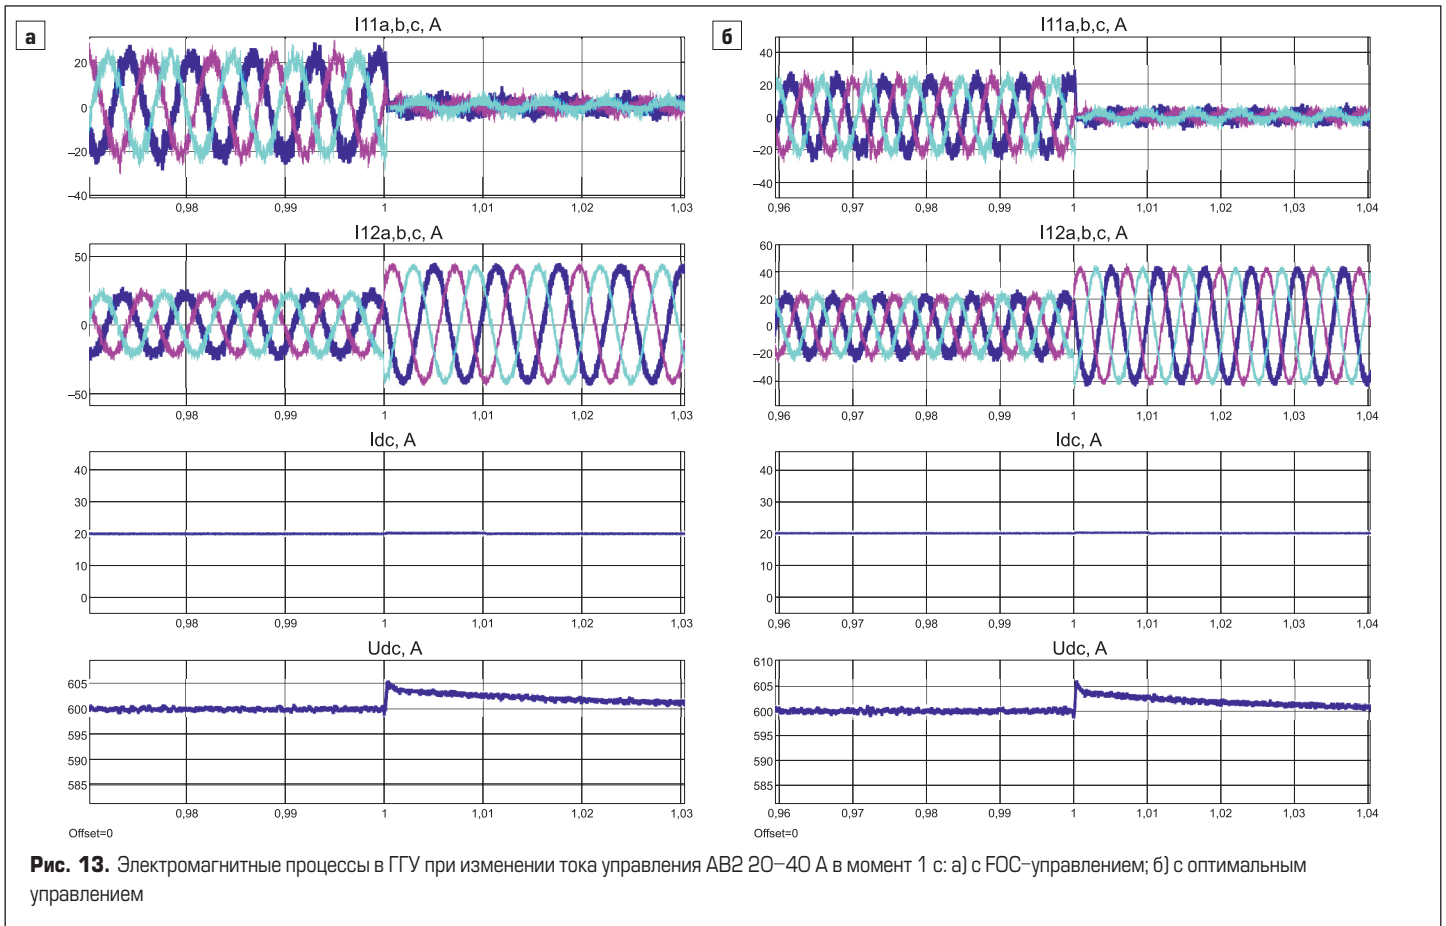 а
I11a,b,c, A
20
0
–20
–40
0,98 0,99 1 1,01 1,02 1,03
I12a,b,c, A
50
0
–50
0,98 0,99 1 1,01 1,02 1,03
Idc, A
40
30
20
10
0
0,98 0,99 1 1,01 1,02 1,03
Udc, A
605
600
595
590
585
0,98 0,99 1 1,01 1,02 1,03
Offset=0
б
I11a,b,c, A
40
20
0
–20
–40
0,96 0,97 0,98 0,99 1 1,01 1,02 1,03 1,04
I12a,b,c, A
60
40
20
0
–20
–40
0,96 0,97 0,98 0,99 1 1,01 1,02 1,03 1,04
Idc, A
40
30
20
10
0
0,96 0,97 0,98 0,99 1 1,01 1,02 1,03 1,04
Udc, A
610
605
600
595
590
585
0,96 0,97 0,98 0,99 1 1,01 1,02 1,03 1,04
Offset=0
Рис. 13. Электромагнитные процессы в ГГУ при изменении тока управления АВ2 20–40 А в момент 1 с: а) с FOC–управлением; б) с оптимальным
управлением